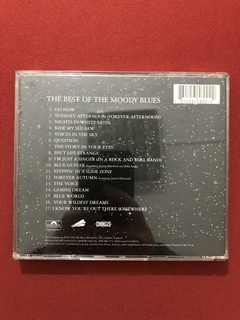 THE BEST OF THE MOODY BLUES
1. GO NOW
2. TUESDAY AFTERNOON (FOREVER AFTERNOON)
3. NIGHTS IN WHITE SATIN
4. RIDE MY SEE-SAW
5. VOICES IN THE SKY
6. QUESTION
7. THE STORY IN YOUR EYES
8. ISN'T LIFE STRANGE
9. I'M JUST A SINGER (IN A ROCK AND ROLL BAND)
10. BLUE GUITAR
11. STEPPIN' IN A SLIDE ZONE
12. FOREVER AUTUMN
13. THE VOICE
14. GEMINI DREAM
15. BLUE WORLD
16. YOUR WILDEST DREAMS
17. I KNOW YOU'RE OUT THERE SOMEWHERE